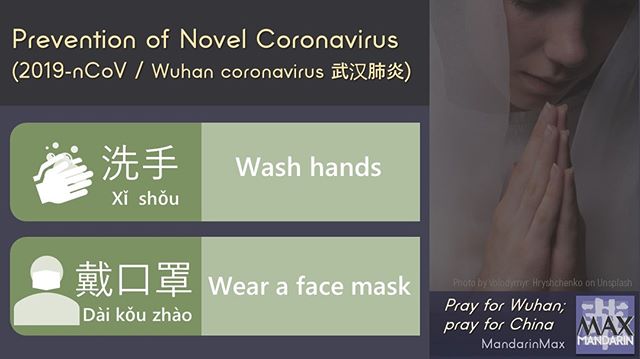 Prevention of Novel Coronavirus
(2019-nCoV / Wuhan coronavirus 武汉肺炎)
洗手
Xǐ shǒu
Wash hands
戴口罩
Dài kǒu zhào
Wear a face mask
Photo by Volodymyr Hryshchenko on Unsplash
Pray for Wuhan;
pray for China
MandarinMax
MAX
MANDARIN